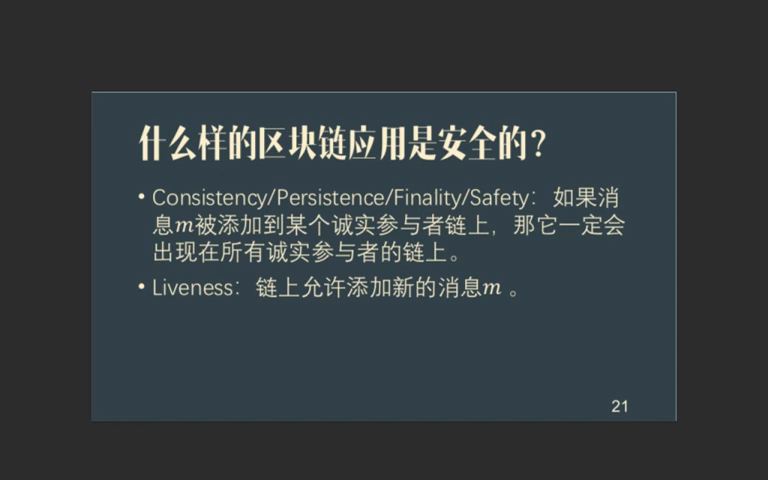 什么样的区块链应用是安全的？
• Consistency/Persistence/Finality/Safety：如果消
息m被添加到某个诚实参与者链上，那它一定会
出现在所有诚实参与者的链上。
• Liveness：链上允许添加新的消息m 。
21